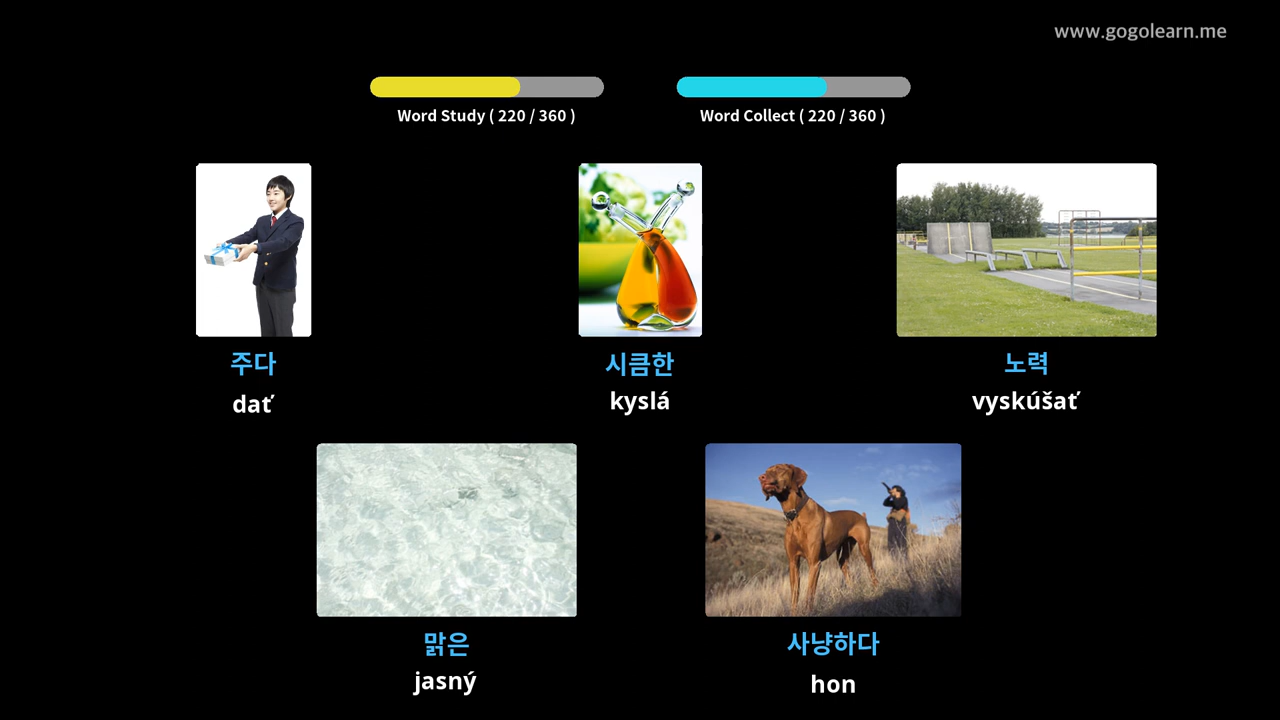 www.gogolearn.me
Word Study ( 220 / 360 )
Word Collect ( 220 / 360 )
주다
시큼한
노력
dať
kyslá
vyskúšať
맑은
사냥하다
jasný
hon